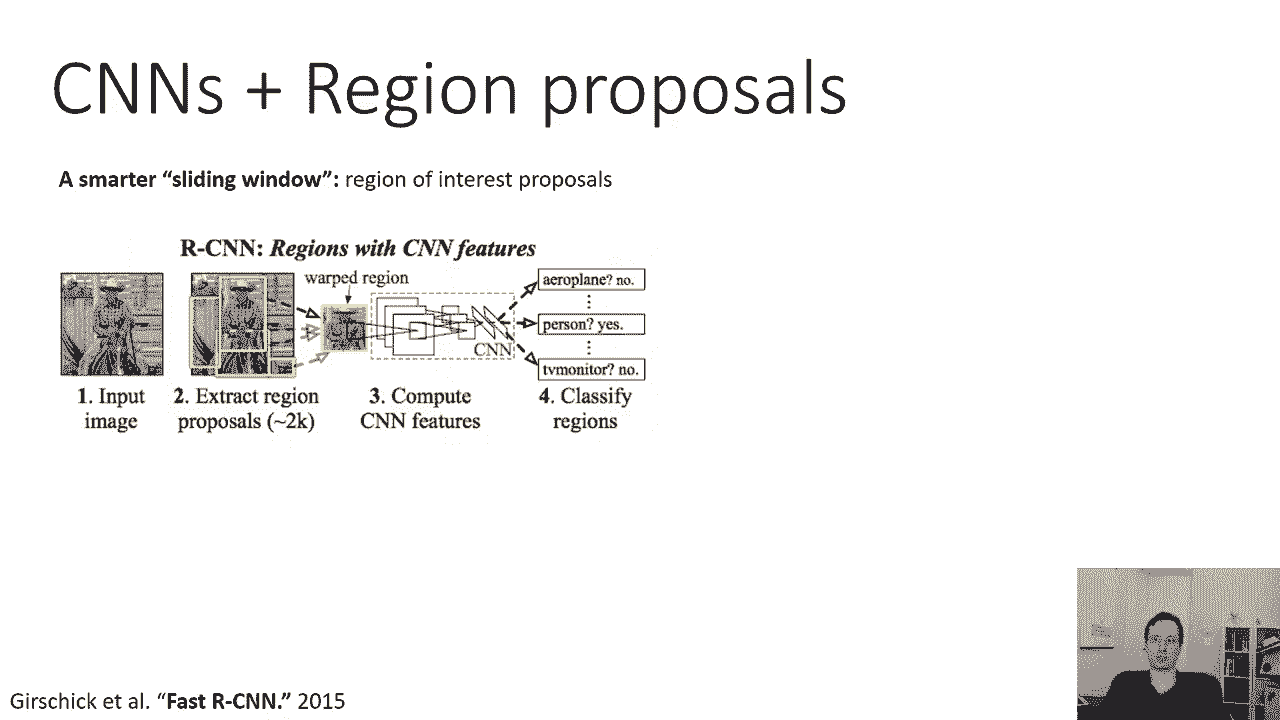 CNNs + Region proposals
A smarter “sliding window”: region of interest proposals
R-CNN: Regions with CNN features
warped region
aeroplane? no.
person? yes.
CNN
tvmonitor? no.
1. Input
image
2. Extract region
proposals (~2k)
3. Compute
CNN features
4. Classify
regions
Girschick et al. “Fast R-CNN.” 2015